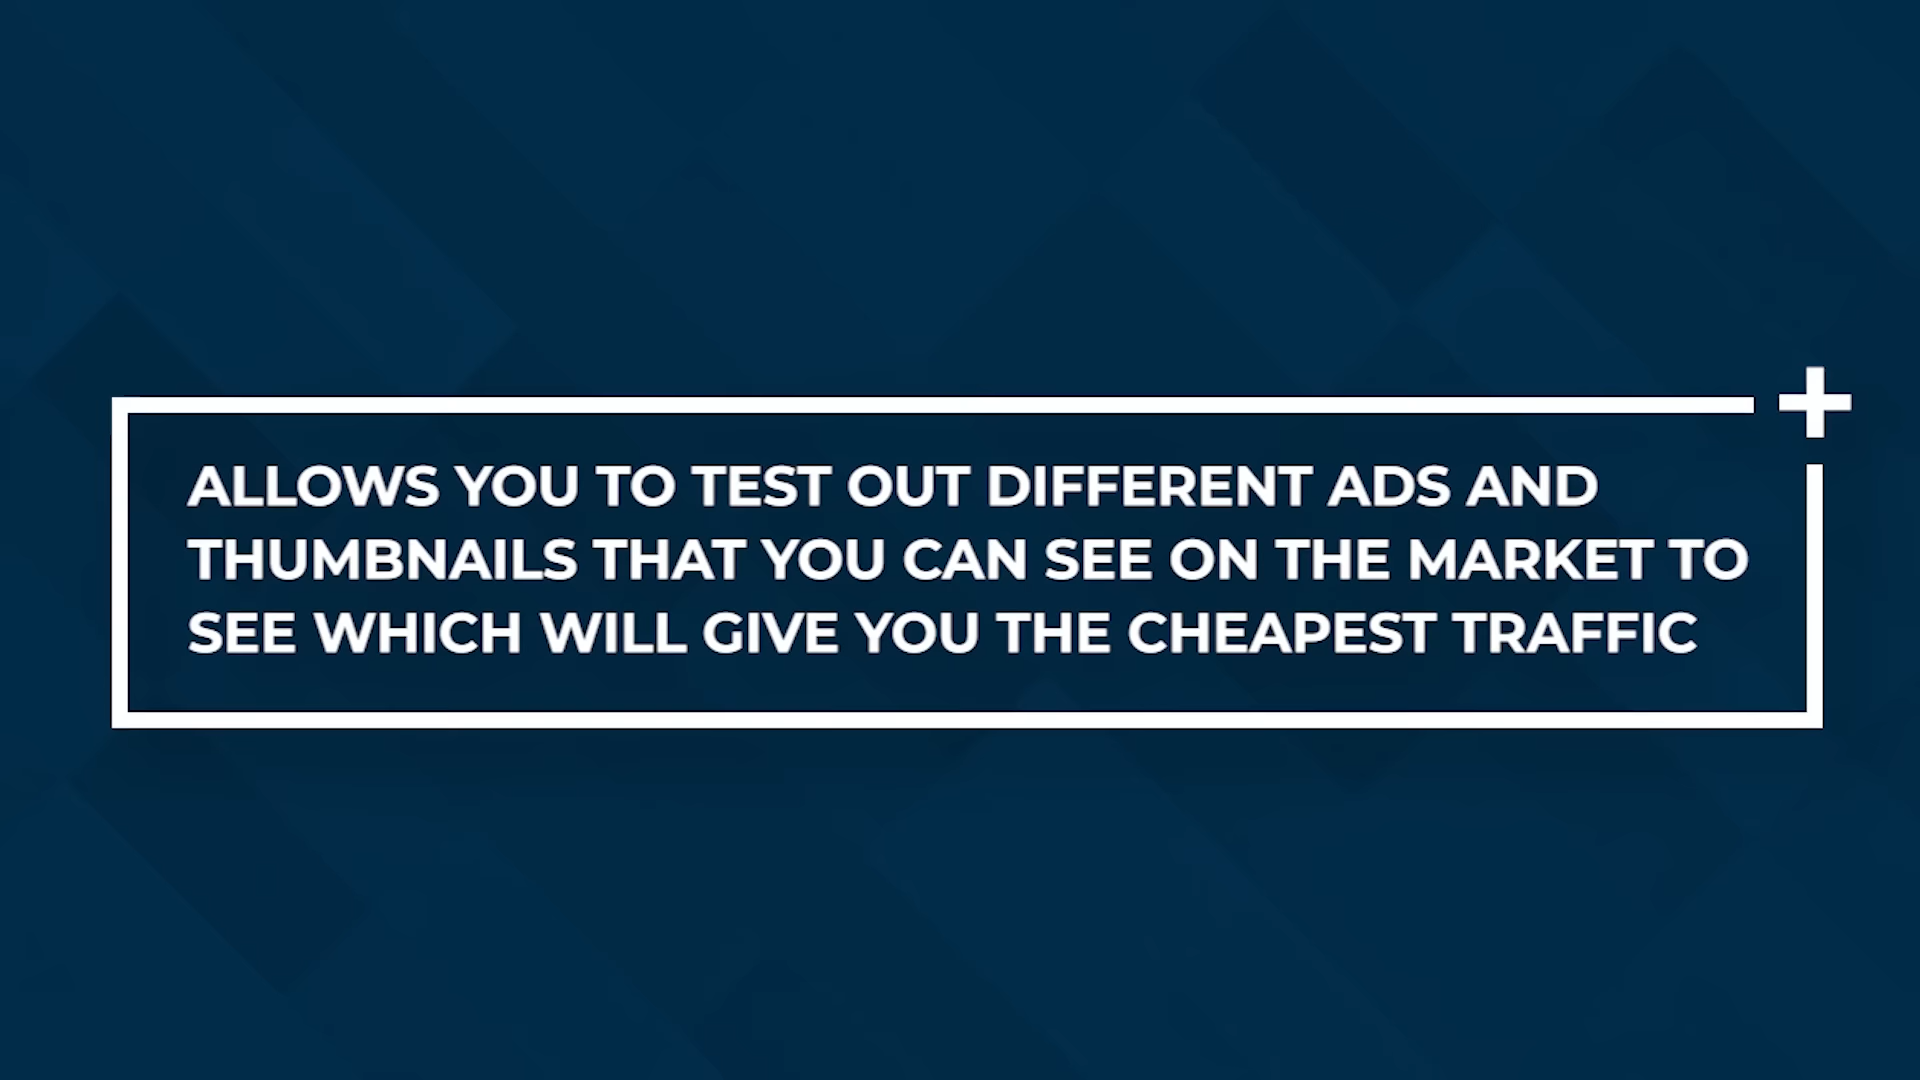 ALLOWS YOU TO TEST OUT DIFFERENT ADS AND
THUMBNAILS THAT YOU CAN SEE ON THE MARKET TO
SEE WHICH WILL GIVE YOU THE CHEAPEST TRAFFIC